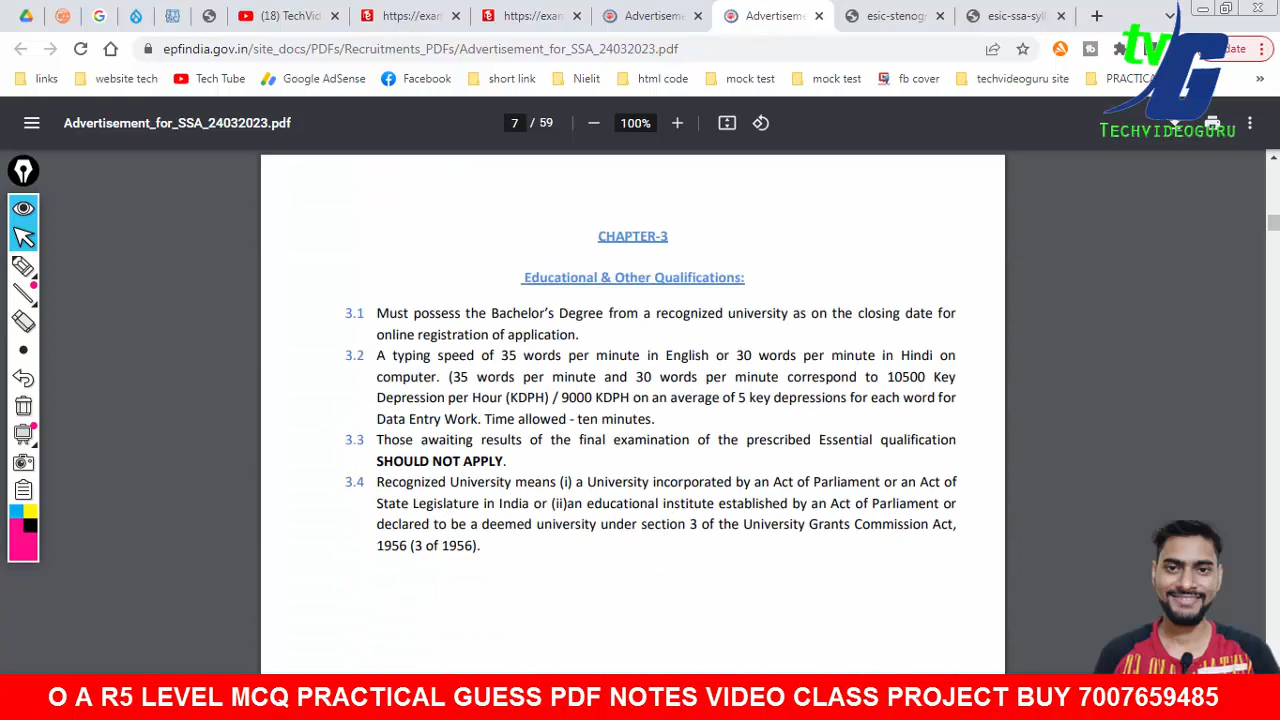 (18) TechVid
https://exan
https://exan
Advertiseme
Advertiseme
esic-stenog
esic-ssa-syl
epfindia.gov.in/site_docs/PDFs/Recruitments_PDFs/Advertisement_for_SSA_24032023.pdf
date
links
website tech
Tech Tube
Google AdSense
Facebook
short link
Nielit
html code
mock test
mock test
fb cover
techvideoguru site
PRACTICA
tv G
TECHVIDEOGURU
Advertisement_for_SSA_24032023.pdf
7 / 59
100%
CHAPTER-3
Educational & Other Qualifications:
3.1 Must possess the Bachelor's Degree from a recognized university as on the closing date for
online registration of application.
3.2 A typing speed of 35 words per minute in English or 30 words per minute in Hindi on
computer. (35 words per minute and 30 words per minute correspond to 10500 Key
Depression per Hour (KDPH) / 9000 KDPH on an average of 5 key depressions for each word for
Data Entry Work. Time allowed - ten minutes.
3.3 Those awaiting results of the final examination of the prescribed Essential qualification
SHOULD NOT APPLY.
3.4 Recognized University means (i) a University incorporated by an Act of Parliament or an Act of
State Legislature in India or (ii)an educational institute established by an Act of Parliament or
declared to be a deemed university under section 3 of the University Grants Commission Act,
1956 (3 of 1956).
O A R5 LEVEL MCQ PRACTICAL GUESS PDF NOTES VIDEO CLASS PROJECT BUY 7007659485